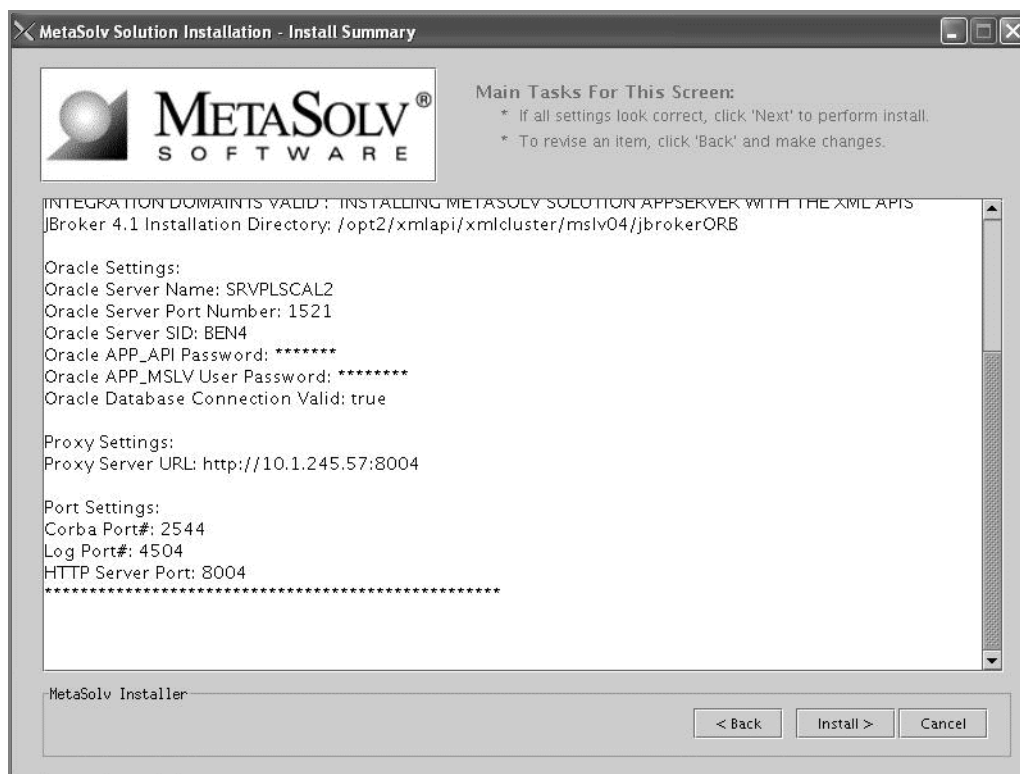 MetaSolv Solution Installation - Install Summary
METASOLV®
SOFTWARE
Main Tasks For This Screen:
* If all settings look correct, click 'Next' to perform install.
* To revise an item, click 'Back' and make changes.
INTEGRATION DOMAIN IS VALID : INSTALLING METASOLV SOLUTION APPSERVER WITH THE XML APIS
JBroker 4.1 Installation Directory: /opt2/xmlapi/xmlcluster/mslv04/jbrokerORB
Oracle Settings:
Oracle Server Name: SRVPLSCAL2
Oracle Server Port Number: 1521
Oracle Server SID: BEN4
Oracle APP_API Password: *******
Oracle APP_MSLV User Password: ********
Oracle Database Connection Valid: true
Proxy Settings:
Proxy Server URL: http://10.1.245.57:8004
Port Settings:
Corba Port#: 2544
Log Port#: 4504
HTTP Server Port: 8004
***************************************************
MetaSolv Installer
< Back Install > Cancel